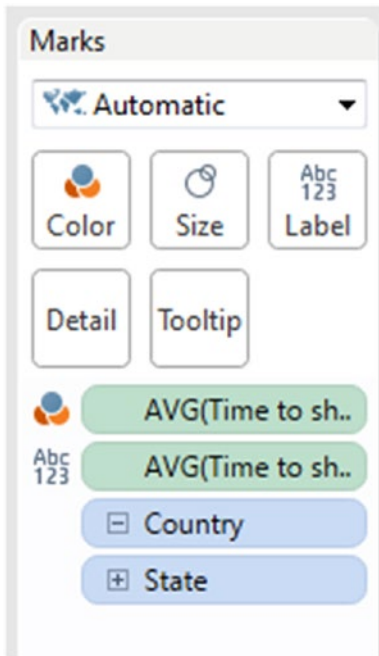 Marks
Automatic
Color Size Abc 123 Label
Detail Tooltip
AVG(Time to sh..
Abc 123 AVG(Time to sh..
Country
State